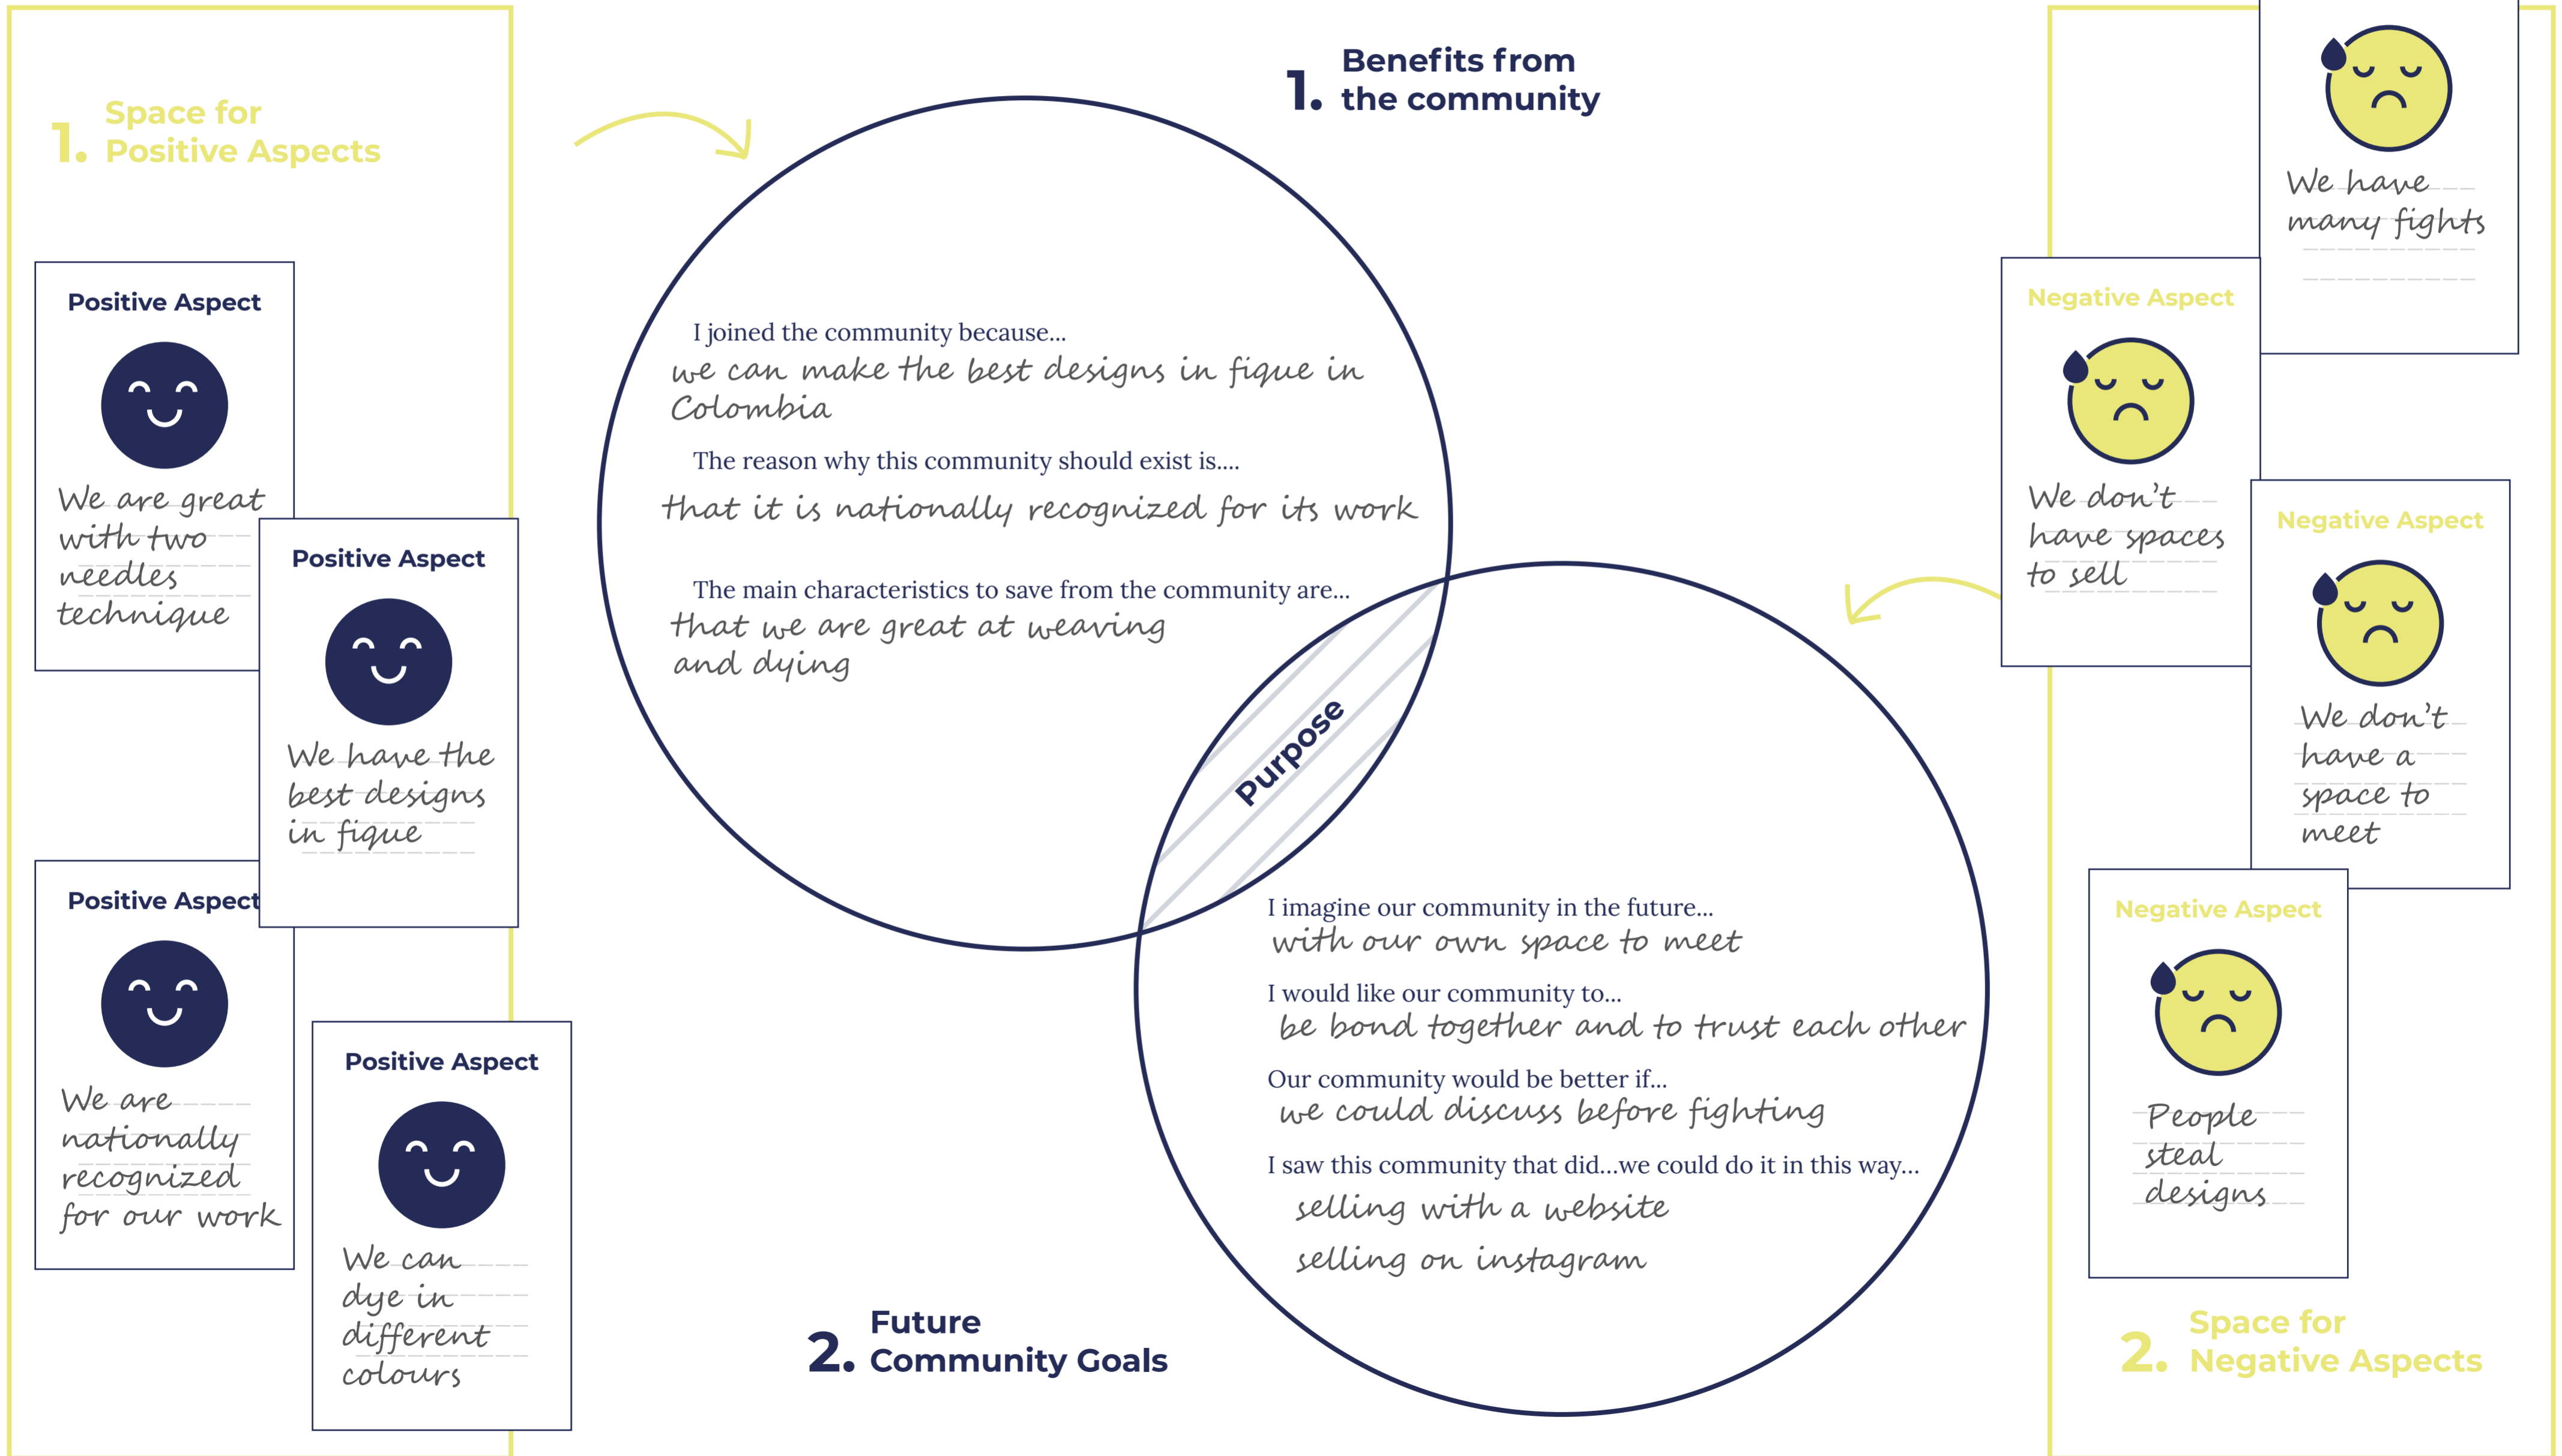 1. Space for
Positive Aspects
Positive Aspect
We are great
with two
needles
technique
Positive Aspect
We have the
best designs
in fique
Positive Aspect
We are
nationally
recognized
for our work
Positive Aspect
We can
dye in
different
colours
1. Benefits from
the community
I joined the community because...
we can make the best designs in fique in
Colombia
The reason why this community should exist is....
that it is nationally recognized for its work
The main characteristics to save from the community are...
that we are great at weaving
and dying
Purpose
I imagine our community in the future...
with our own space to meet
I would like our community to...
be bond together and to trust each other
Our community would be better if...
we could discuss before fighting
I saw this community that did...we could do it in this way...
selling with a website
selling on instagram
2. Future
Community Goals
We have
many fights
Negative Aspect
We don't
have spaces
to sell
Negative Aspect
We don't
have a
space to
meet
Negative Aspect
People
steal
designs
2. Space for
Negative Aspects